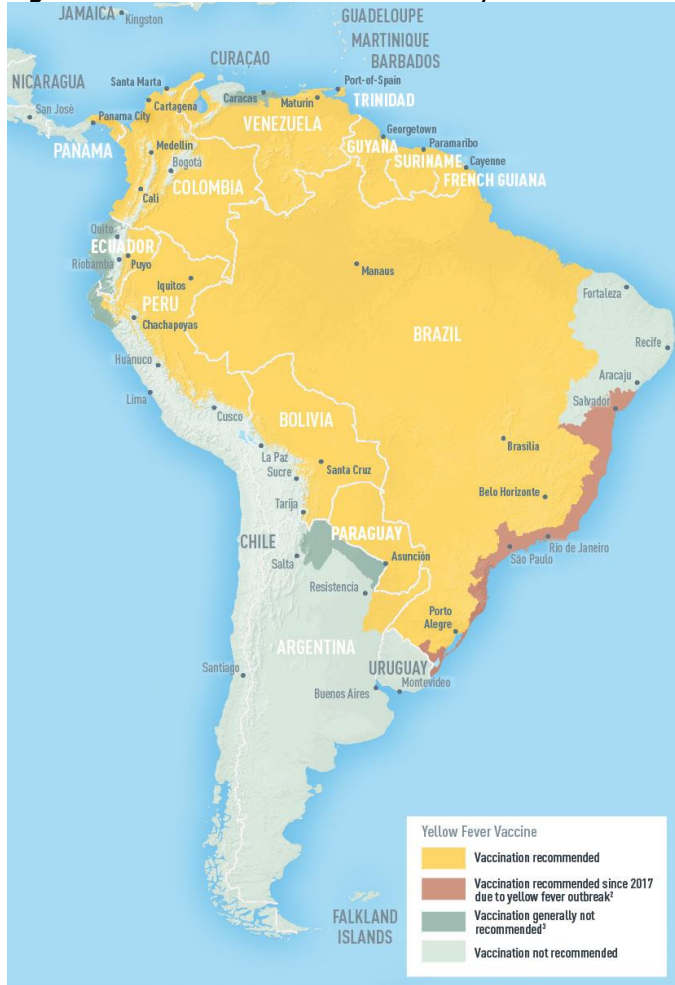 JAMAICA
Kingston
GUADELOUPE
MARTINIQUE
BARBADOS
CURAÇAO
NICARAGUA
Santa Marta
Port-of-Spain
San José
Caracas
Maturin
TRINIDAD
Panama City
Cartagena
VENEZUELA
PANAMA
Georgetown
Medellin
GUYANA
Paramaribo
Bogotá
SURINAME
Cayenne
COLOMBIA
FRENCH GUIANA
Cali
Quito
ECUADOR
Riobamba
Puyo
Manaus
Iquitos
Fortaleza
PERU
Chachapoyas
BRAZIL
Recife
Huánuco
Aracaju
Lima
Salvador
Cusco
BOLIVIA
Brasilia
La Paz
Sucre
Santa Cruz
Belo Horizonte
Tarija
PARAGUAY
CHILE
Rio de Janeiro
Salta
Asunción
São Paulo
Resistencia
Porto
Alegre
ARGENTINA
Santiago
URUGUAY
Montevideo
Buenos Aires
Yellow Fever Vaccine
Vaccination recommended
Vaccination recommended since 2017
due to yellow fever outbreak²
Vaccination generally not
recommended³
Vaccination not recommended
FALKLAND
ISLANDS